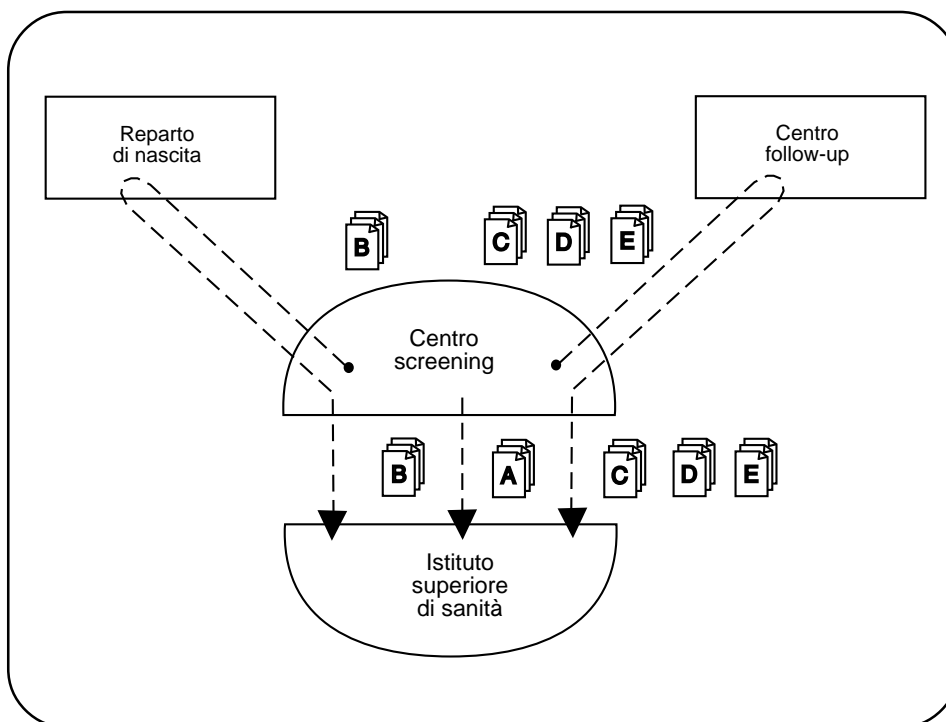 Reparto
di nascita
Centro
follow-up
B
C D E
Centro
screening
B A C D E
Istituto
superiore
di sanità